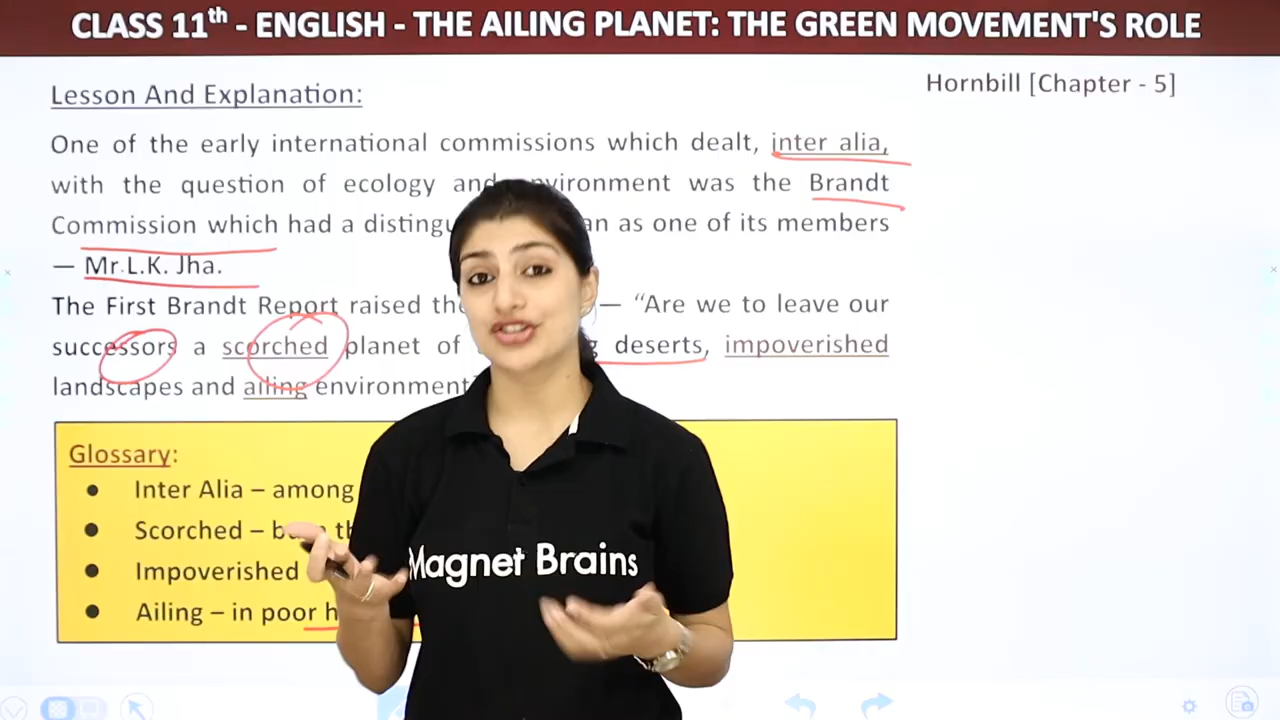 CLASS 11th - ENGLISH - THE AILING PLANET: THE GREEN MOVEMENT'S ROLE
Hornbill [Chapter - 5]
Lesson And Explanation:
One of the early international commissions which dealt, inter alia,
with the question of ecology and environment was the Brandt
Commission which had a as one of its members
— Mr.L.K. Jha.
The First Brandt Report raised — “Are we to leave our
successors a scorched planet of deserts, impoverished
landscapes and ailing environment
Glossary:
● Inter Alia – among
● Scorched –
● Impoverished
● Ailing – in poor
Magnet Brains